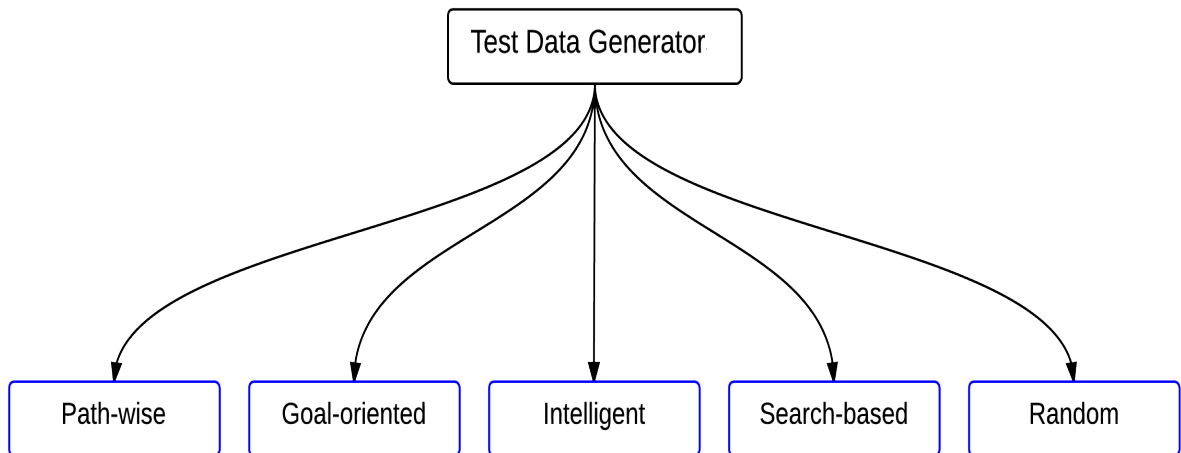 Test Data Generator
Path-wise
Goal-oriented
Intelligent
Search-based
Random